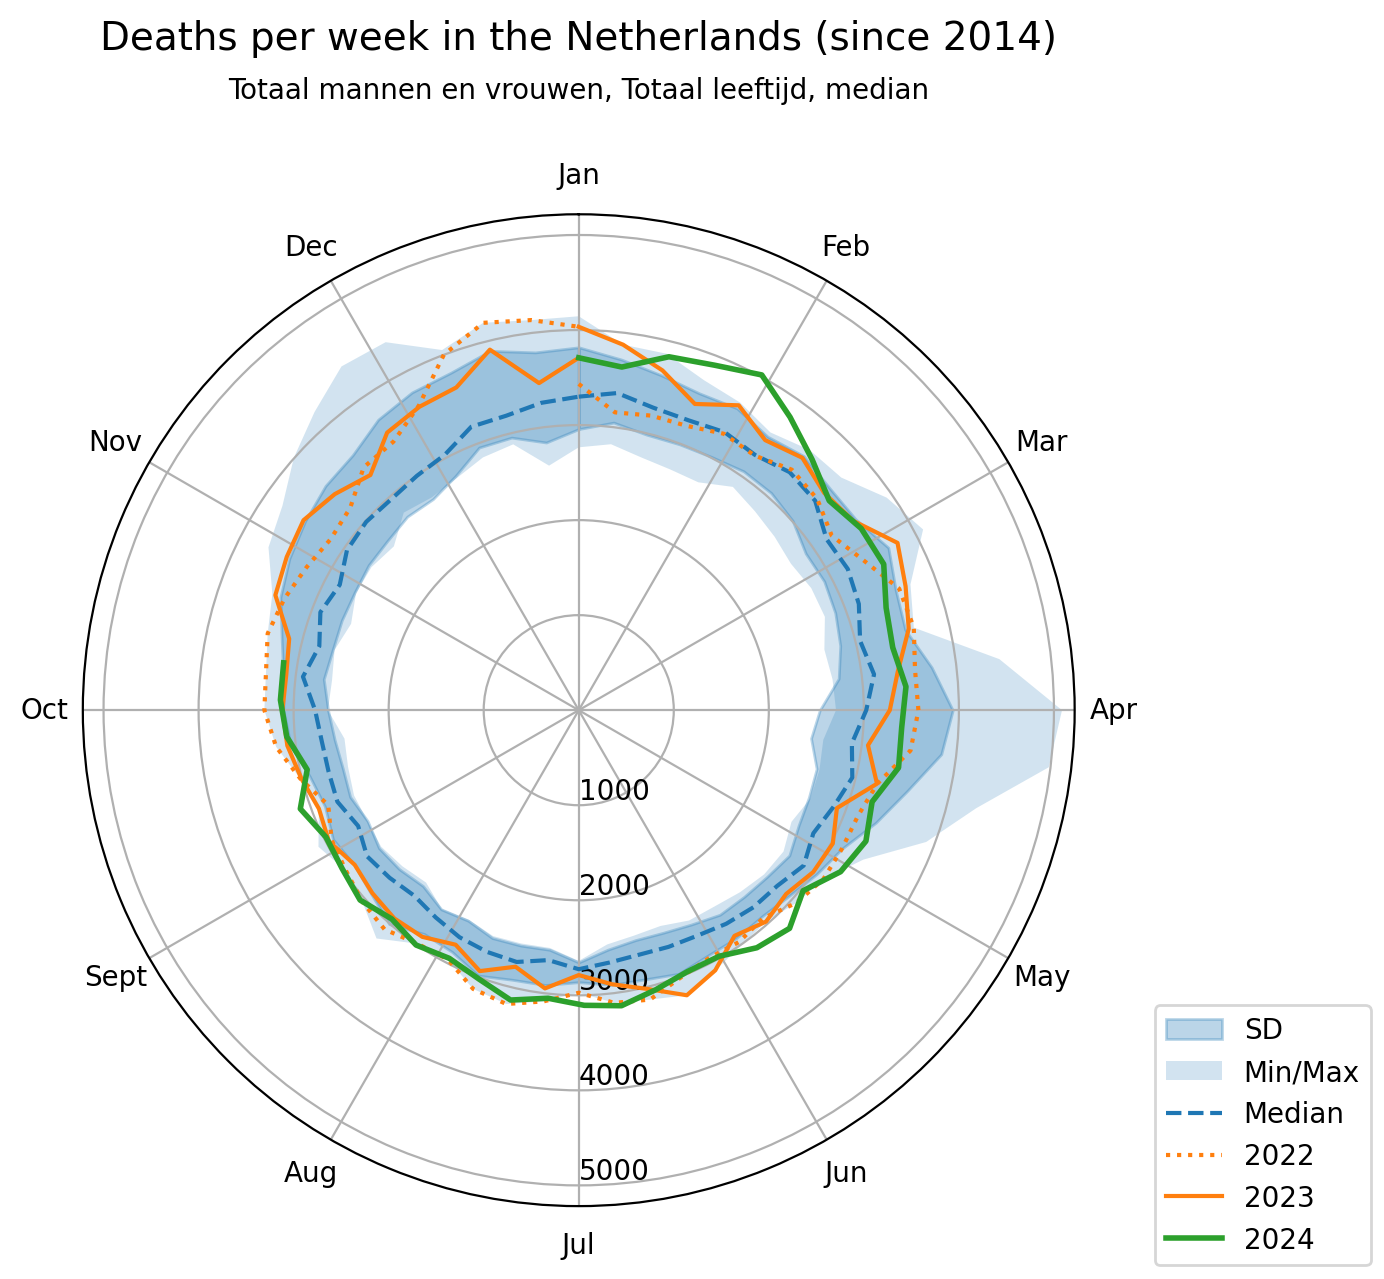 Deaths per week in the Netherlands (since 2014)
Totaal mannen en vrouwen, Totaal leeftijd, median
Jan
Feb
Mar
Apr
May
Jun
Jul
Aug
Sept
Oct
Nov
Dec
1000
2000
3000
4000
5000
SD
Min/Max
Median
2022
2023
2024